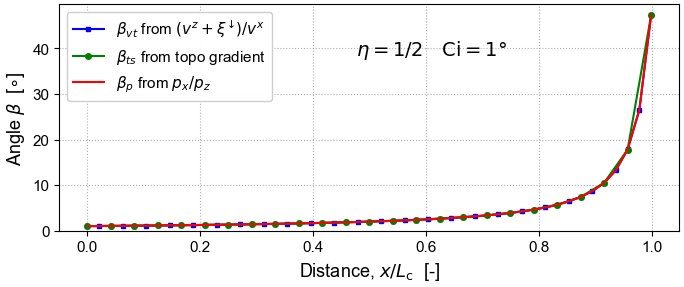 β_vt from (v^z + ξ^↓)/v^x
β_ts from topo gradient
β_p from p_x/p_z
η = 1/2 Ci = 1°
Angle β [∘]
40
30
20
10
0
0.0 0.2 0.4 0.6 0.8 1.0
Distance, x/L_c [-]